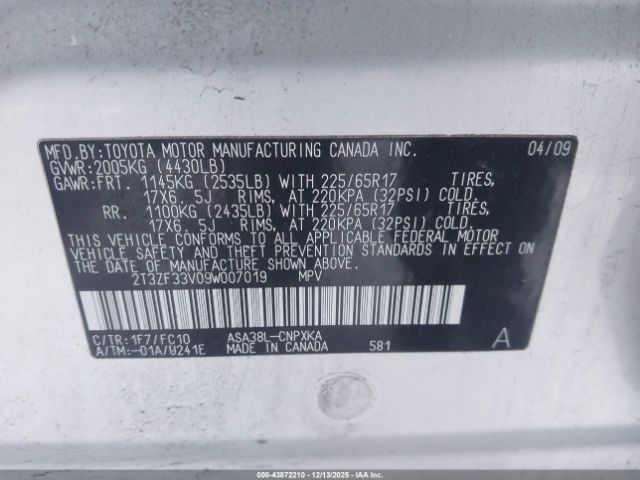 MFD.BY:TOYOTA MOTOR MANUFACTURING CANADA INC. 04/09
GVWR:2005KG (4430LB)
GAWR:FRT. 1145KG (2535LB) WITH 225/65R17 TIRES,
17X6. 5J RIMS, AT 220KPA (32PSI) COLD.
RR. 1100KG (2435LB) WITH 225/65R17 TIRES,
17X6. 5J RIMS, AT 220KPA (32PSI) COLD.
THIS VEHICLE CONFORMS TO ALL APPLICABLE FEDERAL MOTOR
VEHICLE SAFETY AND THEFT PREVENTION STANDARDS IN EFFECT ON
THE DATE OF MANUFACTURE SHOWN ABOVE.
2T3ZF33V09W007019 MPV
C/TR:1F7/FC10 ASA38L-CNPXKA
A/TM:-01A/U241E MADE IN CANADA 581 A
000-43872210 - 12/13/2025 - IAAI.COM